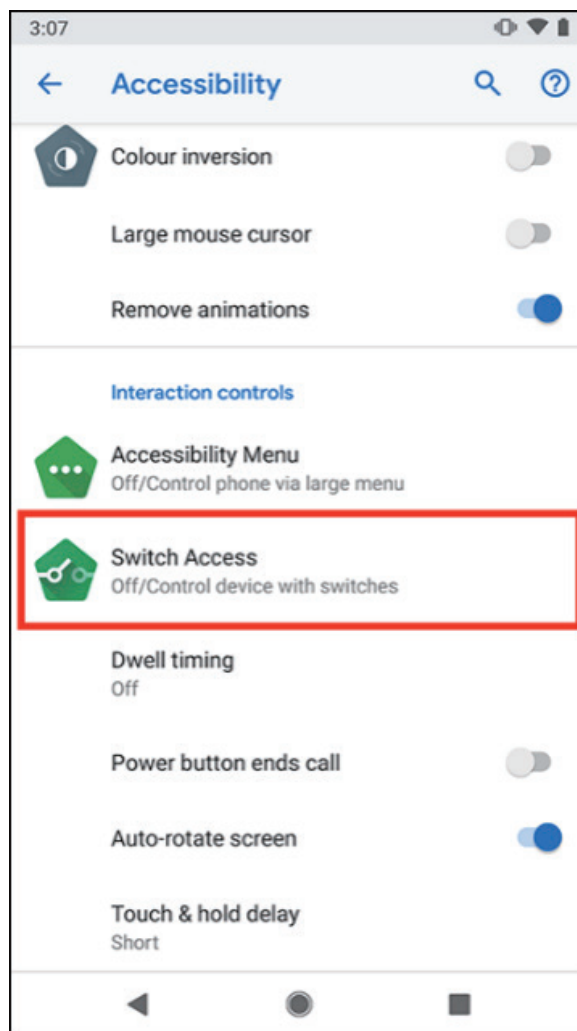 3:07
Accessibility
Colour inversion
Large mouse cursor
Remove animations
Interaction controls
Accessibility Menu
Off/Control phone via large menu
Switch Access
Off/Control device with switches
Dwell timing
Off
Power button ends call
Auto-rotate screen
Touch & hold delay
Short